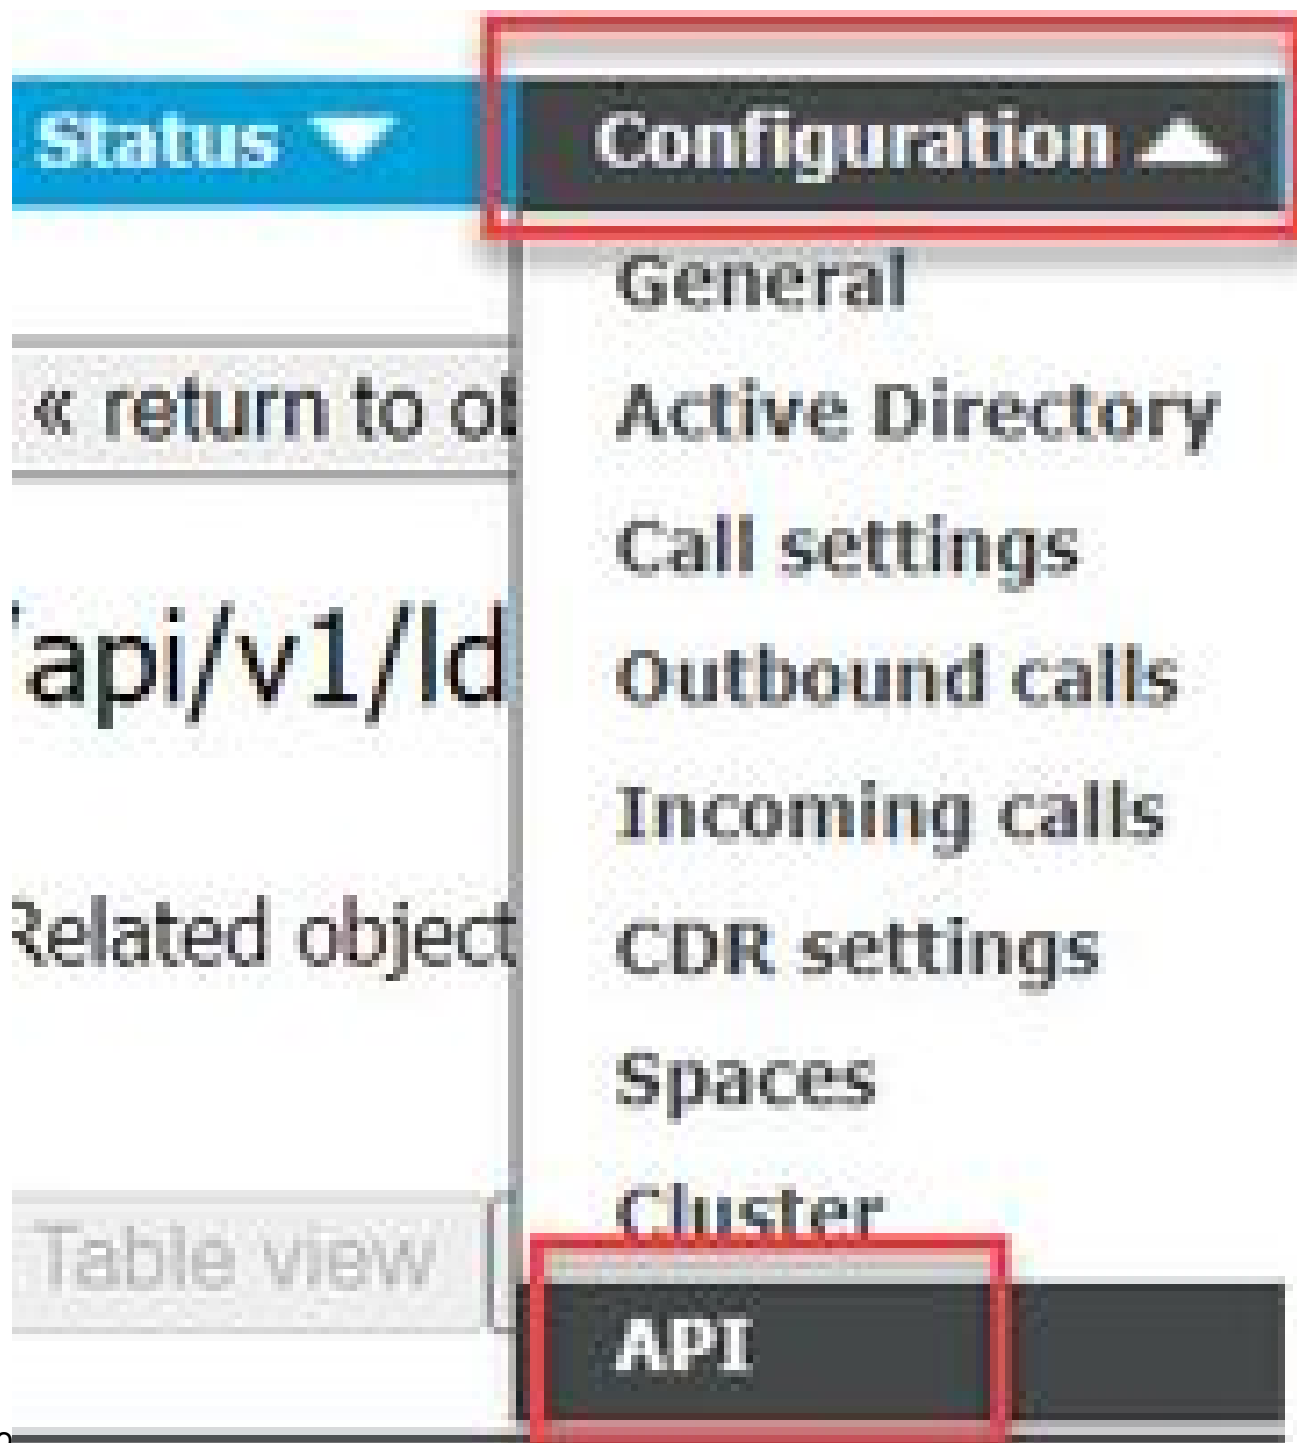 Status
Configuration
General
« return to
Active Directory
Call settings
/api/v1/ld
Outbound calls
Incoming calls
Related object
CDR settings
Spaces
Cluster
Table view
API